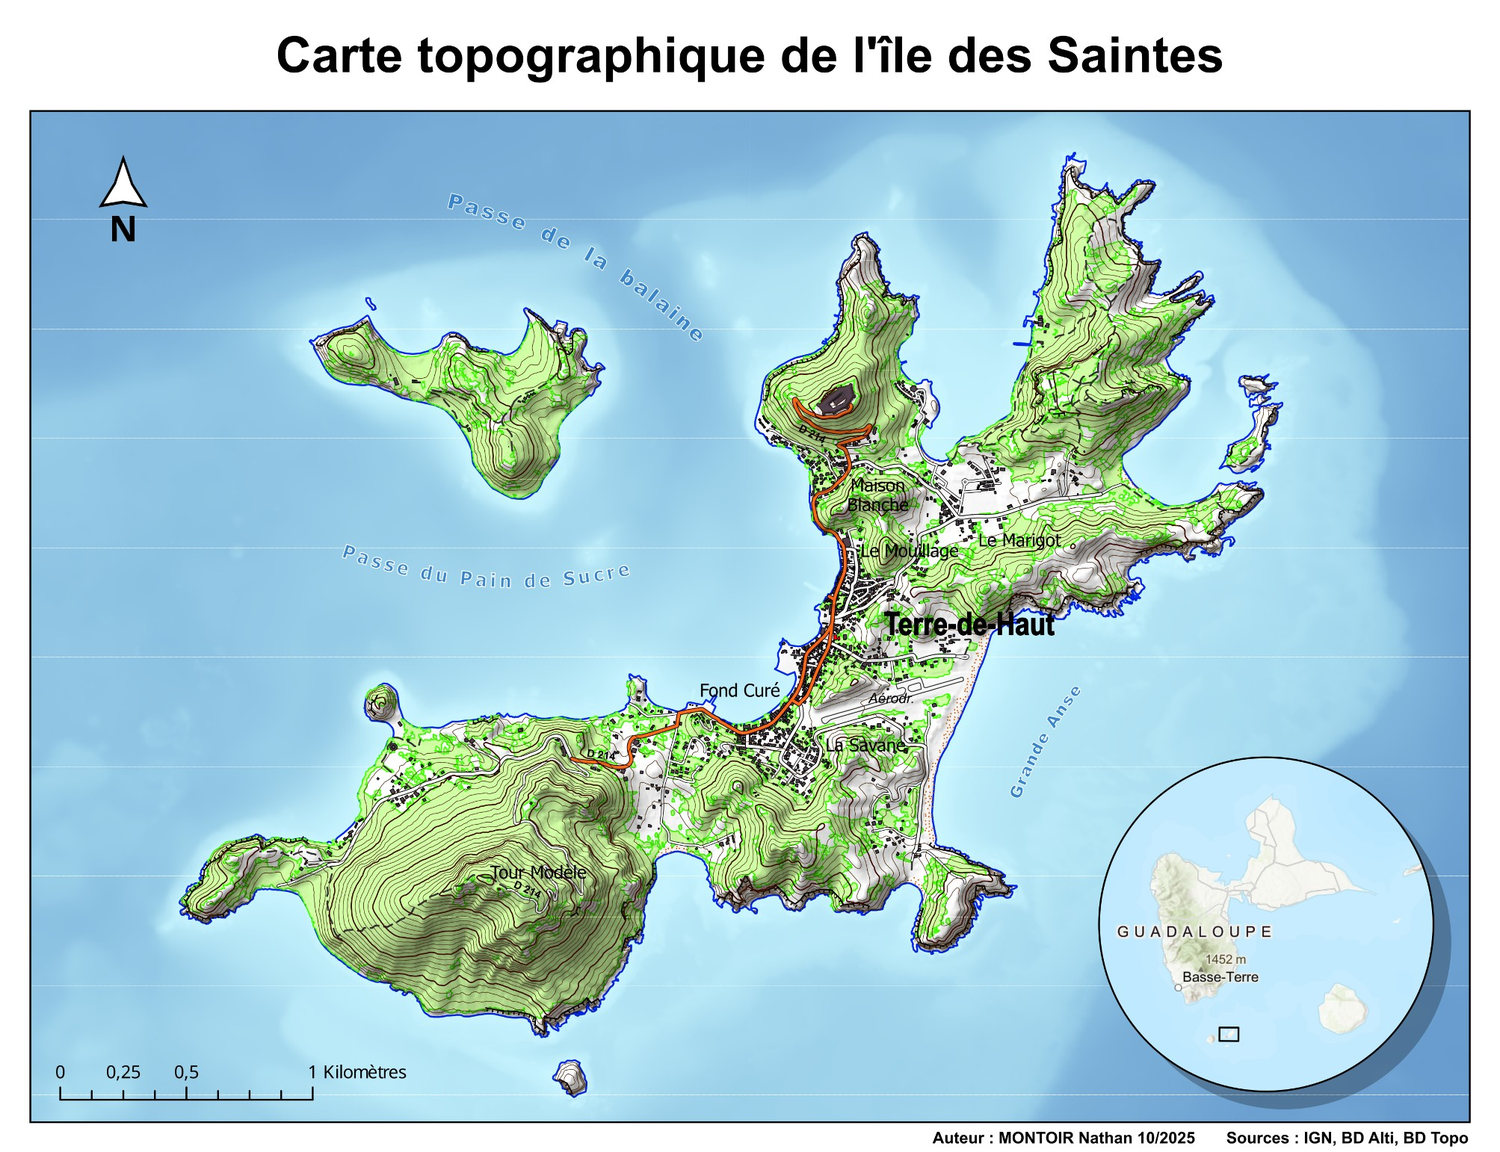 Carte topographique de l'île des Saintes
N
Passe de la balaine
D 214
Maison
Blanche
Le Mouillage
Le Marigot
Passe du Pain de Sucre
Terre-de-Haut
Fond Curé
Aérodr.
La Savane
D 214
Grande Anse
Tour Modèle
D 214
GUADALOUPE
1452 m
Basse-Terre
0 0,25 0,5 1 Kilomètres
Auteur : MONTOIR Nathan 10/2025 Sources : IGN, BD Alti, BD Topo